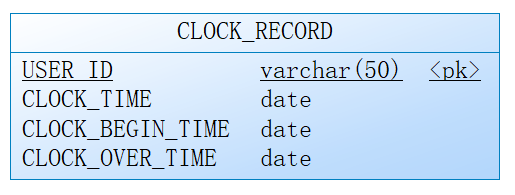 CLOCK_RECORD
USER_ID varchar(50) <pk>
CLOCK_TIME date
CLOCK_BEGIN_TIME date
CLOCK_OVER_TIME date